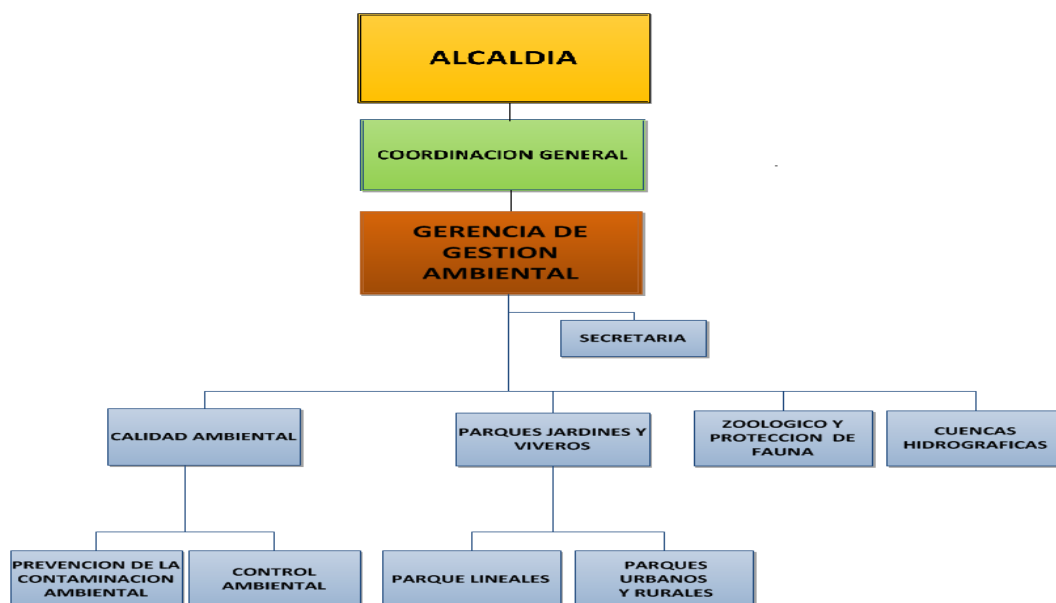 ALCALDIA
COORDINACION GENERAL
GERENCIA DE
GESTION
AMBIENTAL
SECRETARIA
CALIDAD AMBIENTAL
PARQUES JARDINES Y
VIVEROS
ZOOLOGICO Y
PROTECCION DE
FAUNA
CUENCAS
HIDROGRAFICAS
PREVENCION DE LA
CONTAMINACION
AMBIENTAL
CONTROL
AMBIENTAL
PARQUE LINEALES
PARQUES
URBANOS
Y RURALES